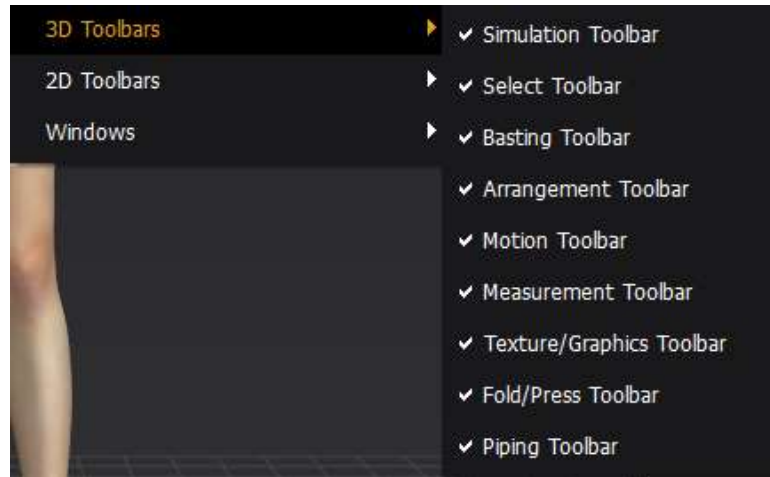 3D Toolbars
2D Toolbars
Windows
Simulation Toolbar
Select Toolbar
Basting Toolbar
Arrangement Toolbar
Motion Toolbar
Measurement Toolbar
Texture/Graphics Toolbar
Fold/Press Toolbar
Piping Toolbar